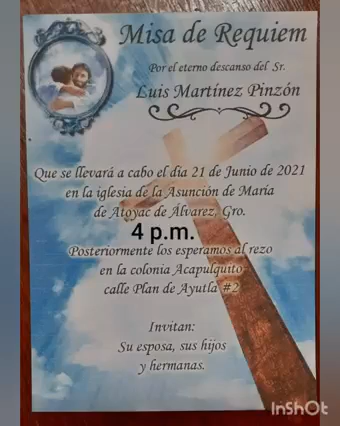 Misa de Requiem
Por el eterno descanso del Sr.
Luis Martínez Pinzón
Que se llevará a cabo el dia 21 de Junio de 2021
en la iglesia de la Asunción de María
de Atoyac de Álvarez, Gro.
4 p.m.
Posteriormente los esperamos al rezo
en la colonia Acapulquito
calle Plan de Ayutla #2
Invitan:
Su esposa, sus hijos
y hermanas.
InShOt